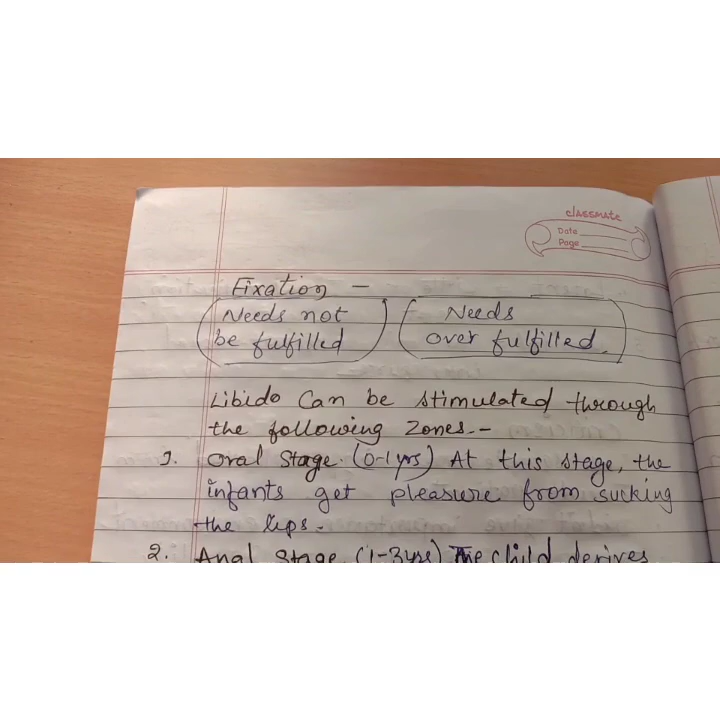 classmate
Date
Page
Fixation -
Needs not be fulfilled
Needs over fulfilled.
Libido Can be stimulated through
the following Zones.-
1. Oral Stage. (0-1 yrs) At this stage, the
infants get pleasure from sucking
the lips.
2. Anal Stage (1-3yrs) The child derives